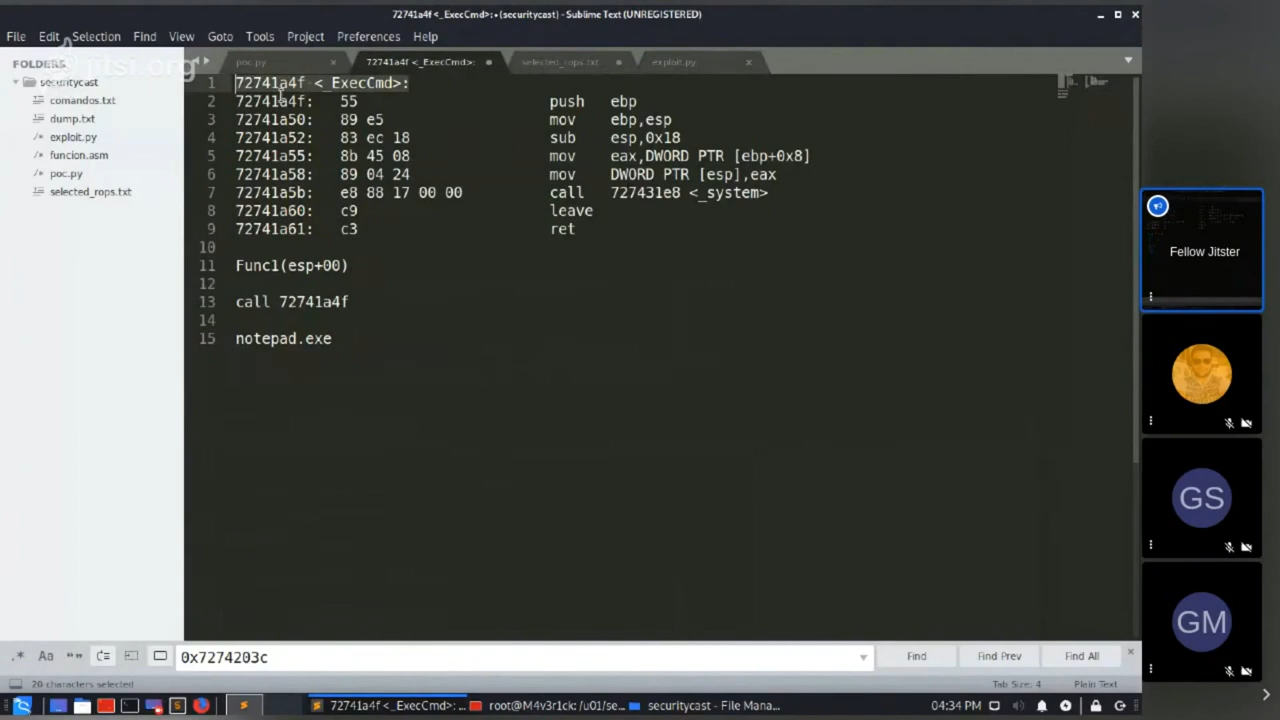 72741a4f <_ExecCmd>:• (securitycast) - Sublime Text (UNREGISTERED)
File Edit Selection Find View Goto Tools Project Preferences Help
jitsi.org
FOLDERS
securitycast
comandos.txt
dump.txt
exploit.py
funcion.asm
poc.py
selected_rops.txt
poc.py 72741a4f <_ExecCmd>: selected_rops.txt exploit.py
1 72741a4f <_ExecCmd>:
2 72741a4f: 55 push ebp
3 72741a50: 89 e5 mov ebp,esp
4 72741a52: 83 ec 18 sub esp,0x18
5 72741a55: 8b 45 08 mov eax,DWORD PTR [ebp+0x8]
6 72741a58: 89 04 24 mov DWORD PTR [esp],eax
7 72741a5b: e8 88 17 00 00 call 727431e8 <_system>
8 72741a60: c9 leave
9 72741a61: c3 ret
10
11 Func1(esp+00)
12
13 call 72741a4f
14
15 notepad.exe
Fellow Jitster
GS
GM
.* Aa "" 0x7274203c Find Find Prev Find All
20 characters selected Tab Size: 4 Plain Text
72741a4f <_ExecCmd>:... root@M4v3r1ck: /u01/se... securitycast - File Mana... 04:34 PM